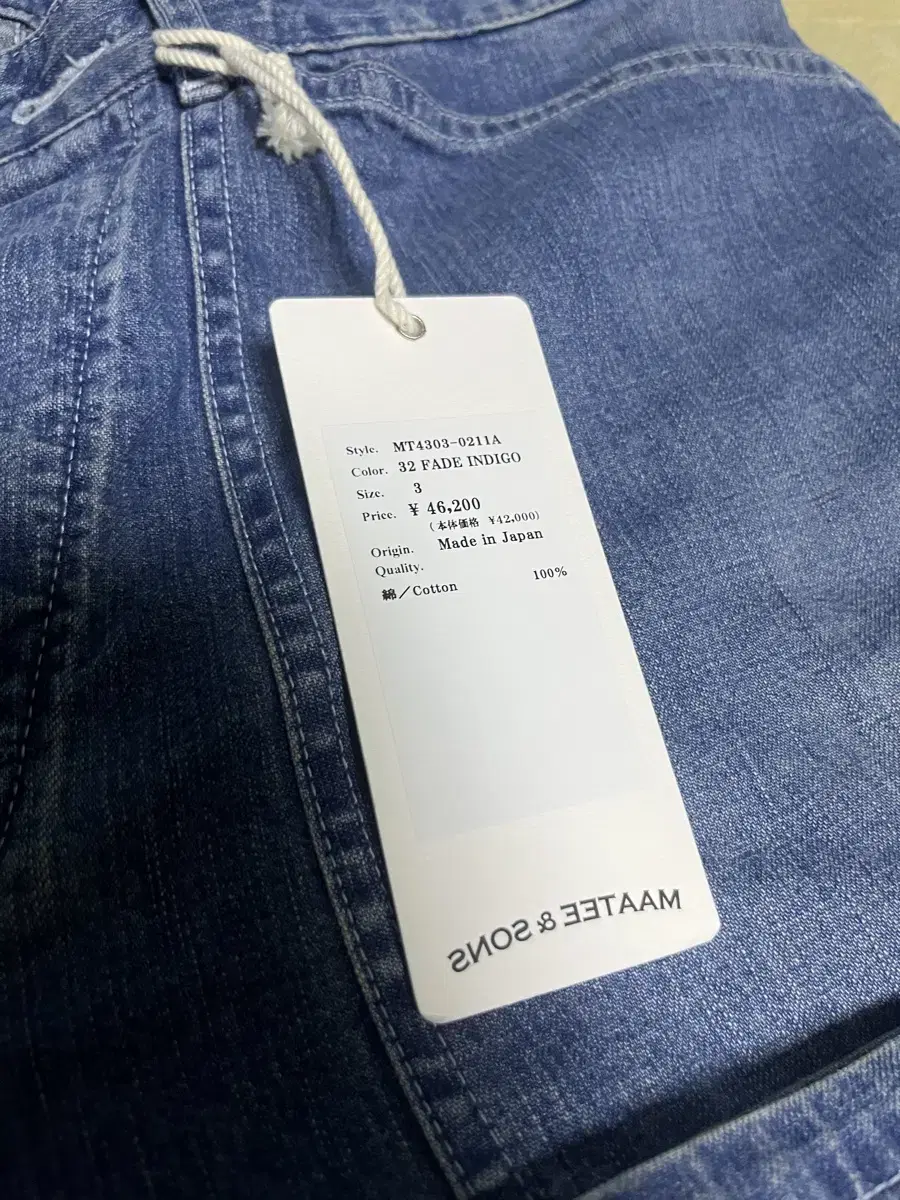 Style. MT4303-0211A
Color. 32 FADE INDIGO
Size. 3
Price. ¥ 46,200
(本体価格 ¥42,000)
Origin. Made in Japan
Quality.
綿/Cotton 100%
MAATEE & SONS